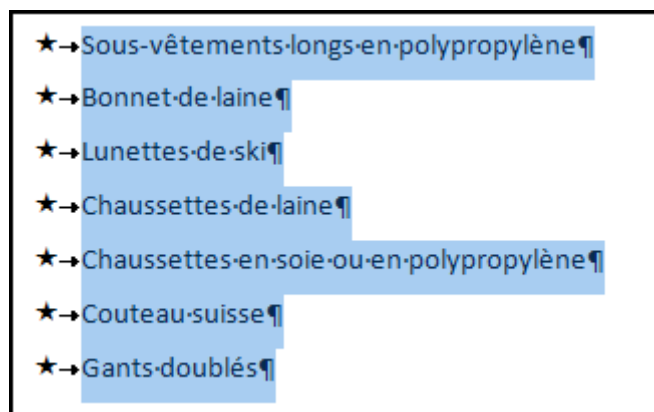 ★→Sous-vêtements·longs·en·polypropylène¶
★→Bonnet·de·laine¶
★→Lunettes·de·ski¶
★→Chaussettes·de·laine¶
★→Chaussettes·en·soie·ou·en·polypropylène¶
★→Couteau·suisse¶
★→Gants·doublés¶